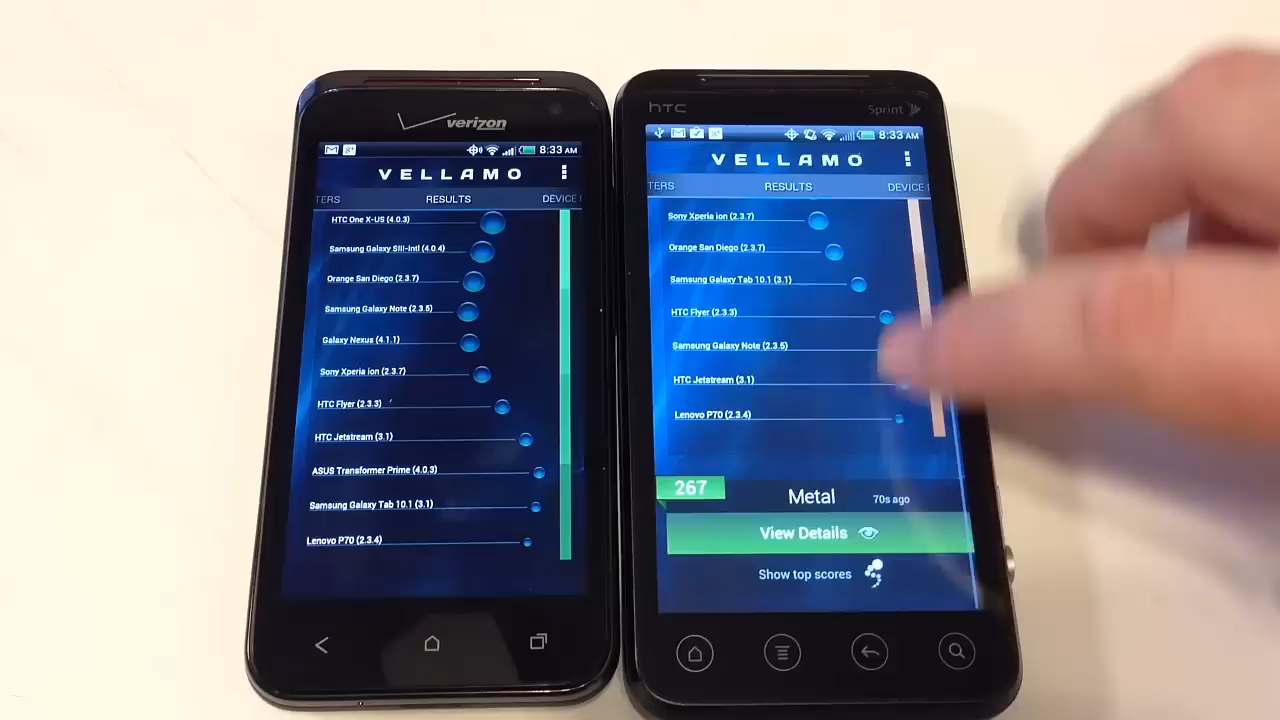 verizon
8:33 AM
VELLAMO
TERS RESULTS DEVICE
HTC One X-US (4.0.3)
Samsung Galaxy SIII-Intl (4.0.4)
Orange San Diego (2.3.7)
Samsung Galaxy Note (2.3.5)
Galaxy Nexus (4.1.1)
Sony Xperia ion (2.3.7)
HTC Flyer (2.3.3)
HTC Jetstream (3.1)
ASUS Transformer Prime (4.0.3)
Samsung Galaxy Tab 10.1 (3.1)
Lenovo P70 (2.3.4)
hTC Sprint
8:33 AM
VELLAMO
TERS RESULTS DEVICE
Sony Xperia ion (2.3.7)
Orange San Diego (2.3.7)
Samsung Galaxy Tab 10.1 (3.1)
HTC Flyer (2.3.3)
Samsung Galaxy Note (2.3.5)
HTC Jetstream (3.1)
Lenovo P70 (2.3.4)
267 Metal 70s ago
View Details
Show top scores